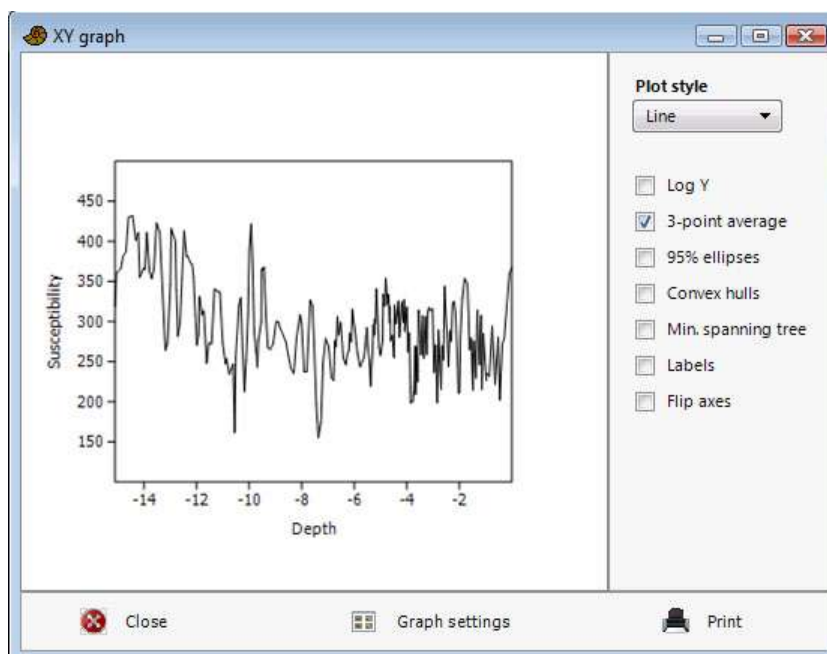 XY graph
Plot style
Line
Log Y
3-point average
95% ellipses
Convex hulls
Min. spanning tree
Labels
Flip axes
450
400
350
300
250
200
150
Susceptibility
-14 -12 -10 -8 -6 -4 -2
Depth
Close Graph settings Print